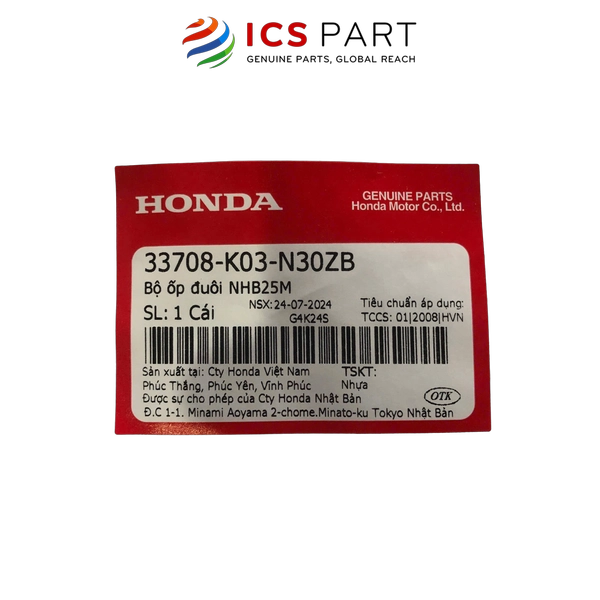 ICS PART
GENUINE PARTS, GLOBAL REACH
HONDA
GENUINE PARTS
Honda Motor Co., Ltd.
33708-K03-N30ZB
Bộ ốp đuôi NHB25M
NSX:24-07-2024
Tiêu chuẩn áp dụng:
SL: 1 Cái
G4K24S
TCCS: 01|2008|HVN
Sản xuất tại: Cty Honda Việt Nam
TSKT:
Phúc Thắng, Phúc Yên, Vĩnh Phúc
Nhựa
Được sự cho phép của Cty Honda Nhật Bản
OTK
Đ.C 1-1. Minami Aoyama 2-chome.Minato-ku Tokyo Nhật Bản